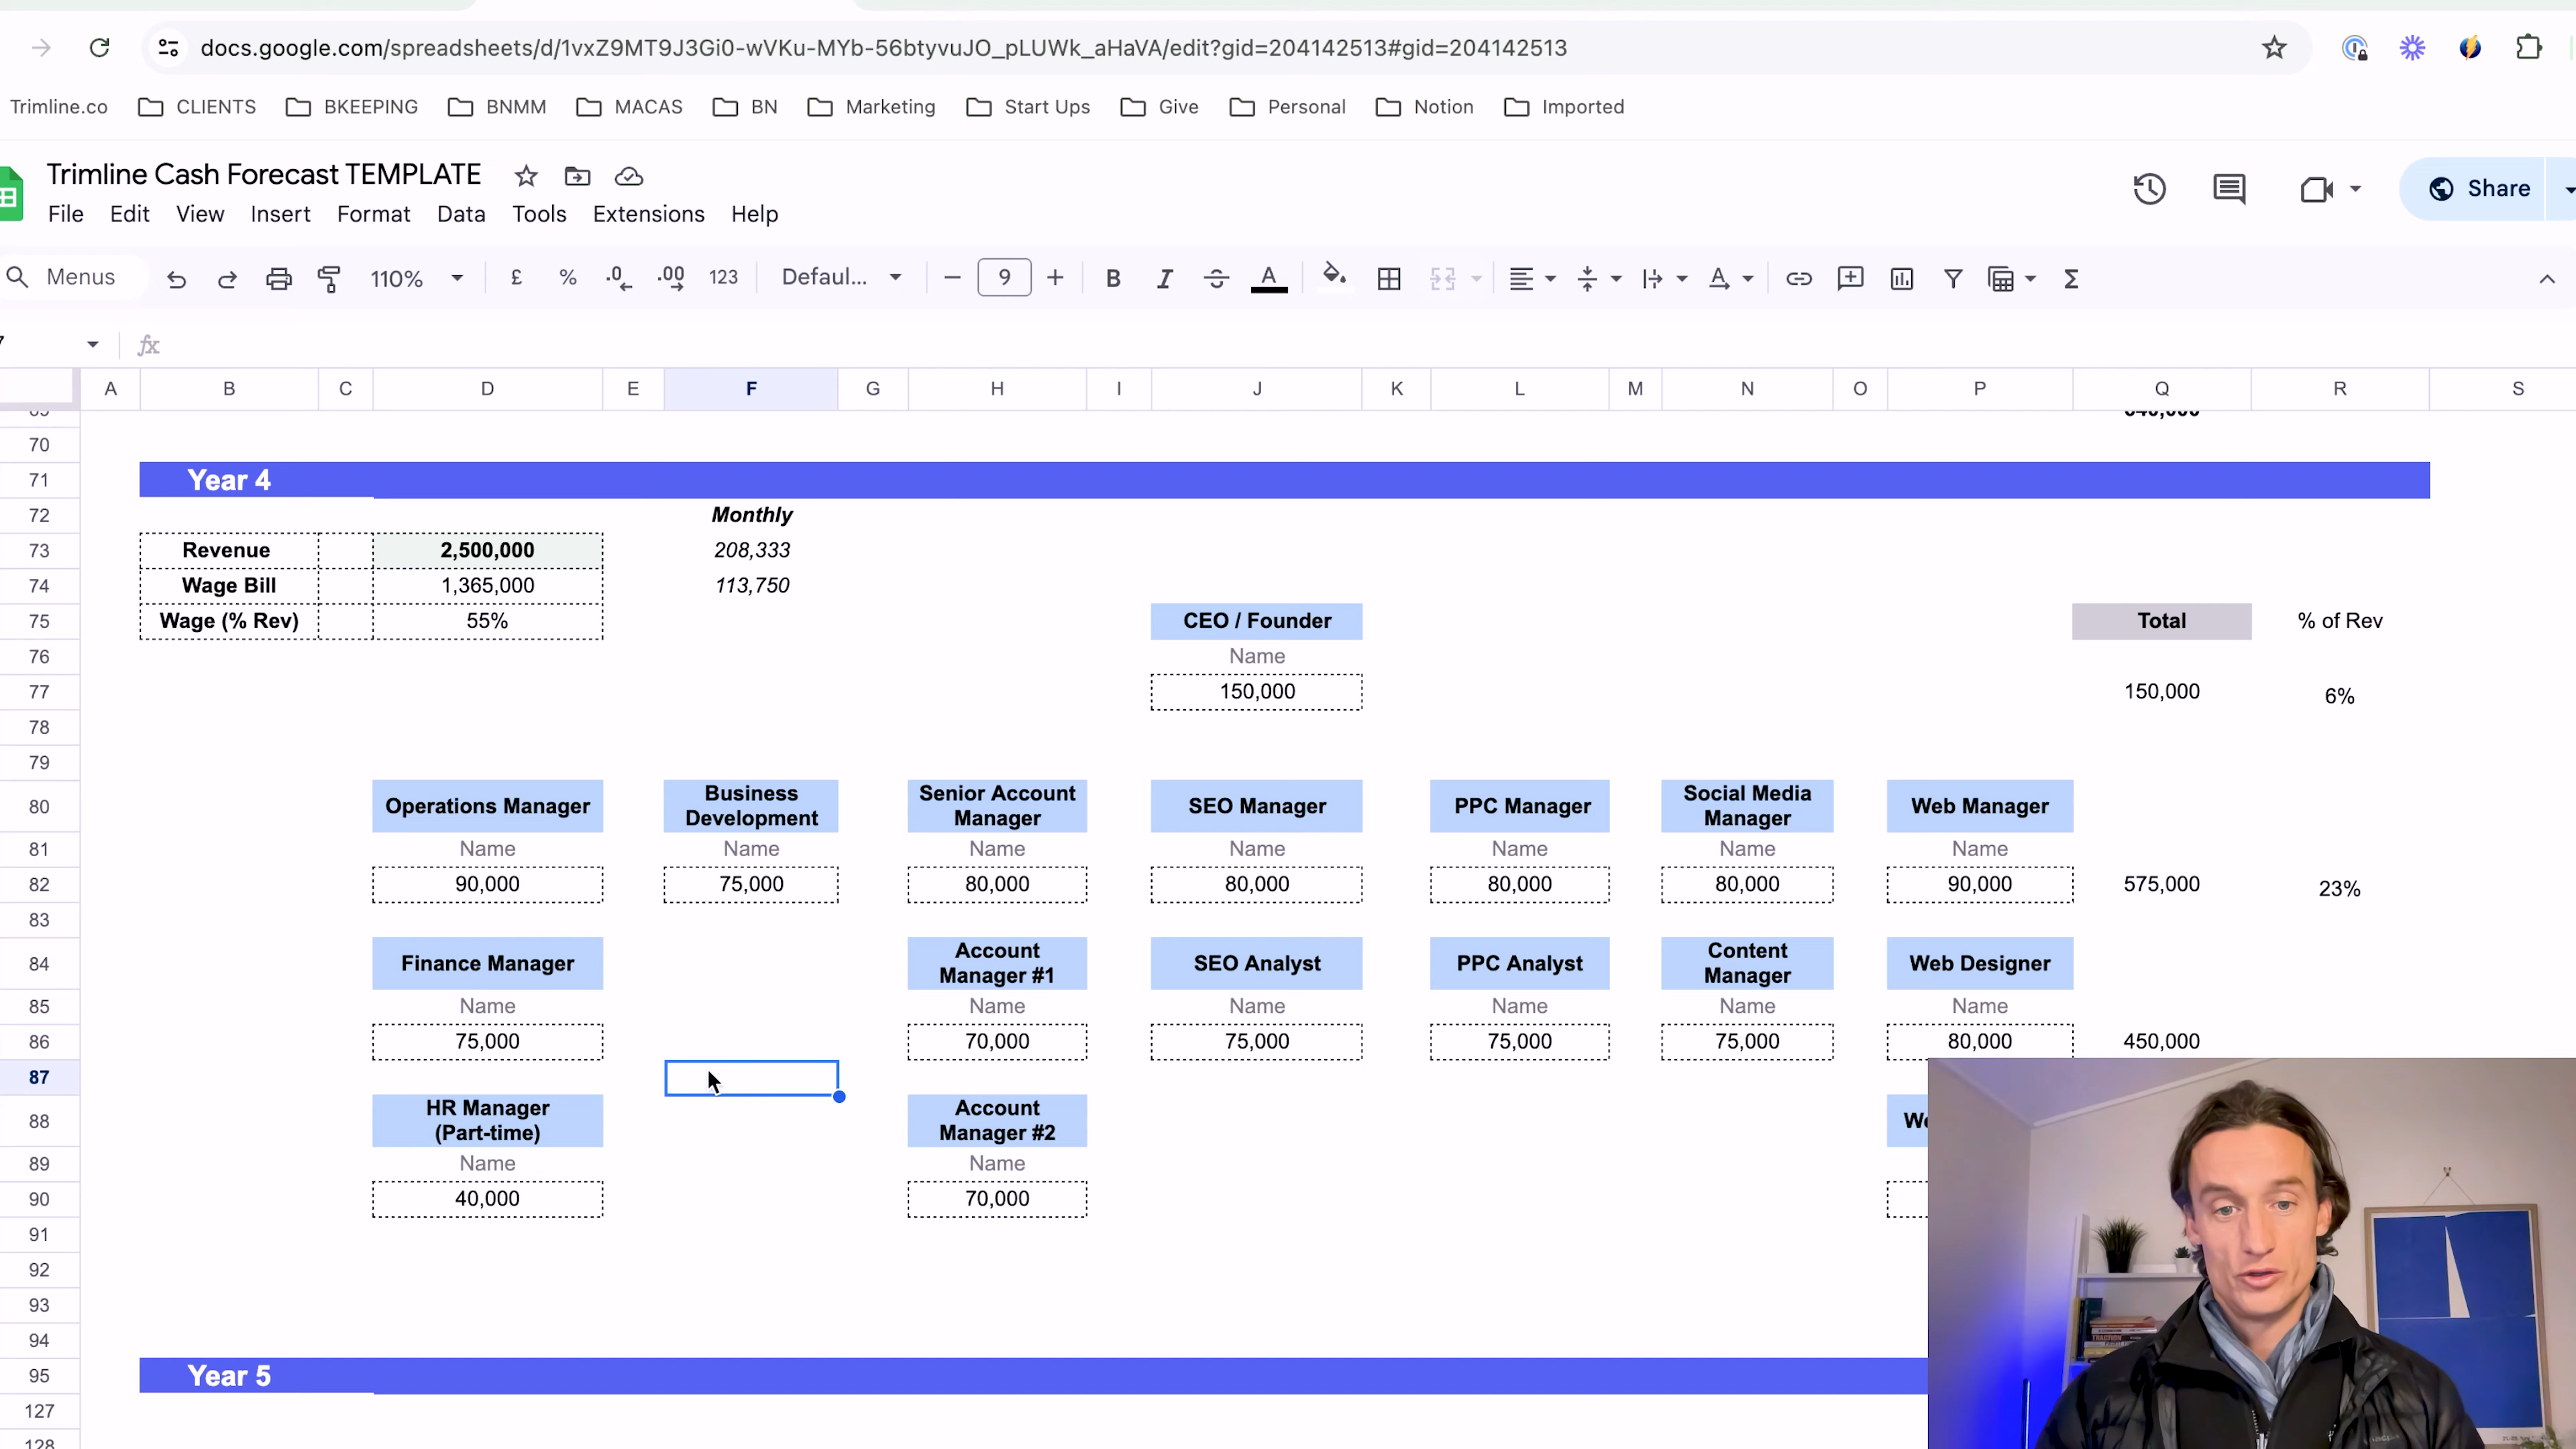 docs.google.com/spreadsheets/d/1vxZ9MT9J3Gi0-wVKu-MYb-56btyvuJO_pLUWk_aHaVA/edit?gid=204142513#gid=204142513
Trimline.co CLIENTS BKEEPING BNMM MACAS BN Marketing Start Ups Give Personal Notion Imported
Trimline Cash Forecast TEMPLATE
File Edit View Insert Format Data Tools Extensions Help
Share
Menus 110% £ % .0 .00 123 Defaul... 9 B I A Σ
fx
A B C D E F G H I J K L M N O P Q R S
70
71 Year 4
72 Monthly
73 Revenue 2,500,000 208,333
74 Wage Bill 1,365,000 113,750
75 Wage (% Rev) 55% CEO / Founder Total % of Rev
76 Name
77 150,000 150,000 6%
78
79
80 Operations Manager Business Development Senior Account Manager SEO Manager PPC Manager Social Media Manager Web Manager
81 Name Name Name Name Name Name Name
82 90,000 75,000 80,000 80,000 80,000 80,000 90,000 575,000 23%
83
84 Finance Manager Account Manager #1 SEO Analyst PPC Analyst Content Manager Web Designer
85 Name Name Name Name Name Name
86 75,000 70,000 75,000 75,000 75,000 80,000 450,000
87
88 HR Manager (Part-time) Account Manager #2
89 Name Name
90 40,000 70,000
91
92
93
94
95 Year 5
127
128
TRACTION